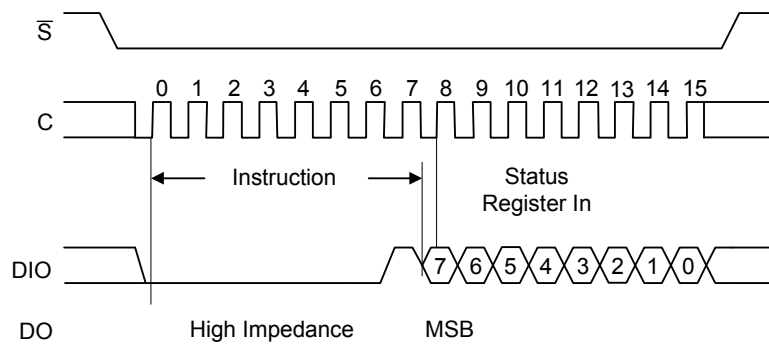 S̅
0 1 2 3 4 5 6 7 8 9 10 11 12 13 14 15
C
Instruction
Status
Register In
DIO
7 6 5 4 3 2 1 0
DO
High Impedance
MSB